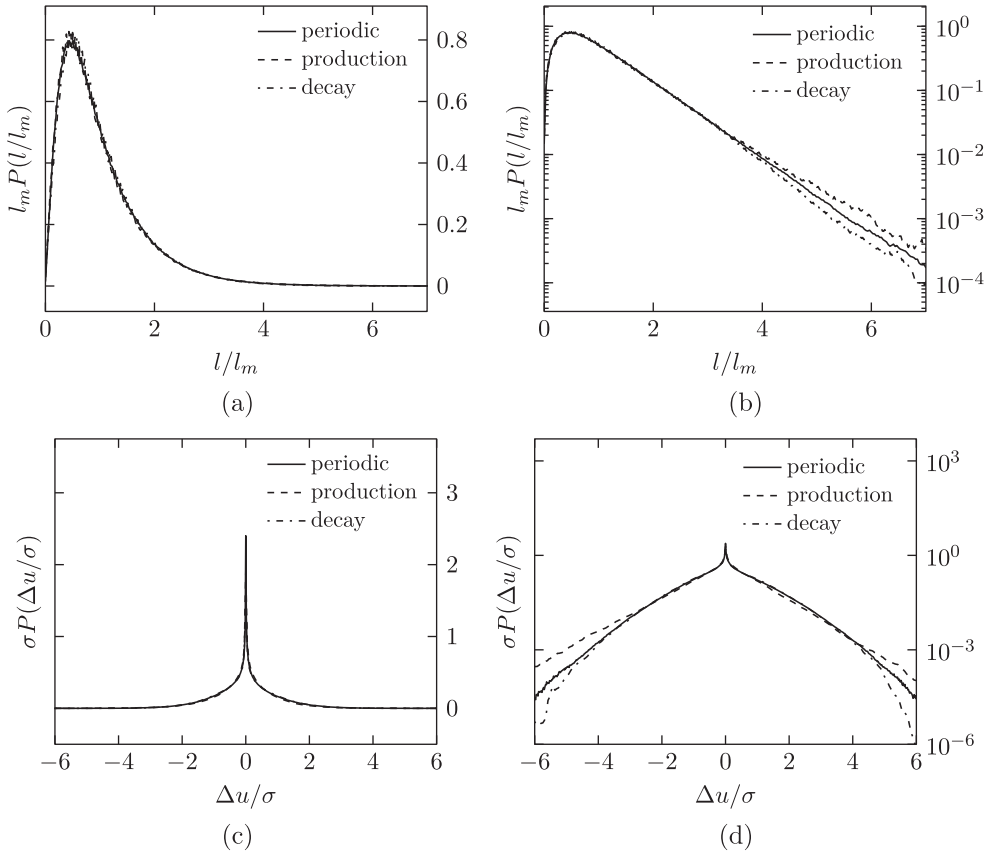 periodic
production
decay
0.8
0.6
0.4
0.2
0
l_m P(l/l_m)
0 2 4 6
l/l_m
(a)
periodic
production
decay
10^0
10^−1
10^−2
10^−3
10^−4
l_m P(l/l_m)
0 2 4 6
l/l_m
(b)
periodic
production
decay
3
2
1
0
σP(Δu/σ)
−6 −4 −2 0 2 4 6
Δu/σ
(c)
periodic
production
decay
10^3
10^0
10^−3
10^−6
σP(Δu/σ)
−6 −4 −2 0 2 4 6
Δu/σ
(d)